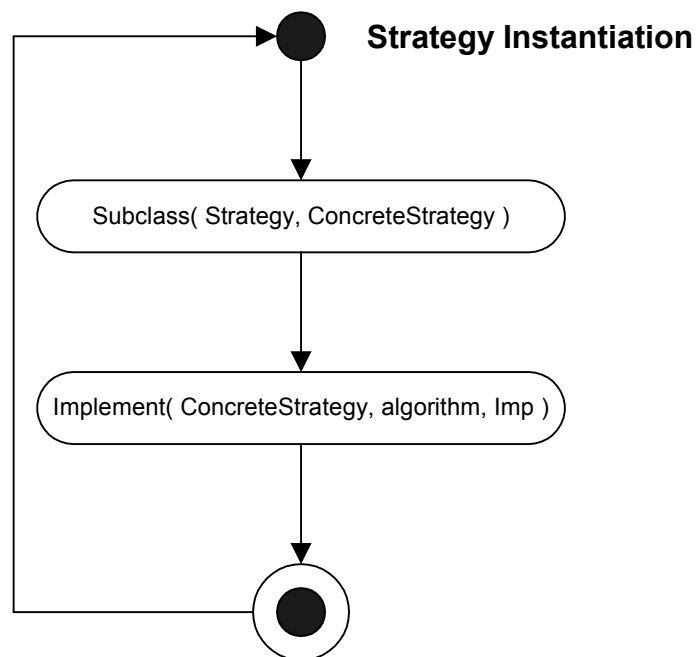 Strategy Instantiation
Subclass( Strategy, ConcreteStrategy )
Implement( ConcreteStrategy, algorithm, Imp )